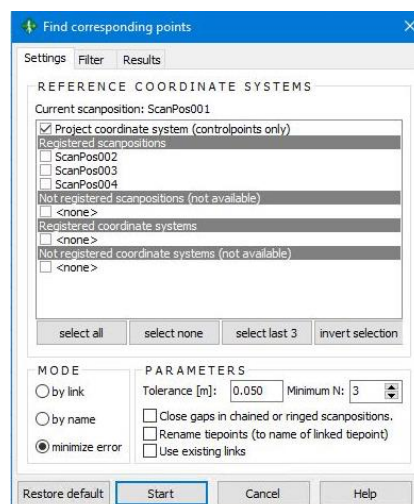 Find corresponding points
Settings Filter Results
REFERENCE COORDINATE SYSTEMS
Current scanposition: ScanPos001
Project coordinate system (controlpoints only)
Registered scanpositions
ScanPos002
ScanPos003
ScanPos004
Not registered scanpositions (not available)
<none>
Registered coordinate systems
<none>
Not registered coordinate systems (not available)
<none>
select all select none select last 3 invert selection
MODE
by link
by name
minimize error
PARAMETERS
Tolerance [m]: 0.050 Minimum N: 3
Close gaps in chained or ringed scanpositions.
Rename tiepoints (to name of linked tiepoint)
Use existing links
Restore default Start Cancel Help